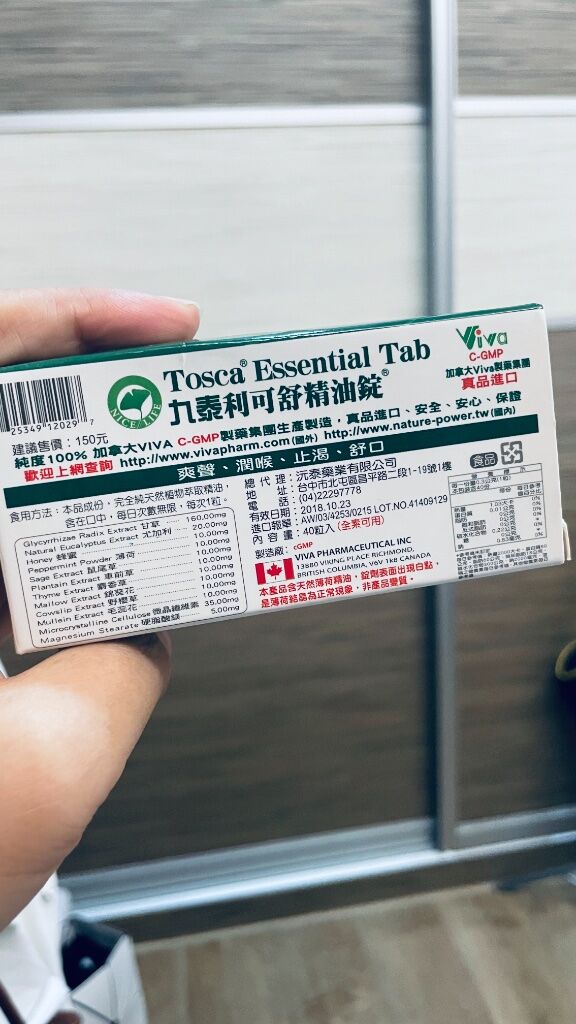 Tosca® Essential Tab
九泰利可舒精油錠®
NICE LIFE
Viva
C-GMP
加拿大Viva製藥集團
真品進口
25349 12029 7
建議售價：150元
純度100% 加拿大VIVA C-GMP製藥集團生產製造，真品進口、安全、安心、保證
歡迎上網查詢 http://www.vivapharm.com(國外) http://www.nature-power.tw(國內)
爽聲、潤喉、止渴、舒口
食用方法：本品成份，完全純天然植物萃取精油，
含在口中，每日次數無限，每次1粒。
Glycyrrhizae Radix Extract 甘草 160.00mg
Natural Eucalyptus Extract 尤加利 20.00mg
Honey 蜂蜜 10.00mg
Peppermint Powder 薄荷 10.00mg
Sage Extract 鼠尾草 10.00mg
Plantain Extract 車前草 10.00mg
Thyme Extract 麝香草 10.00mg
Mallow Extract 錦葵花 10.00mg
Cowslip Extract 野櫻草 10.00mg
Mullein Extract 毛蕊花 10.00mg
Microcrystalline Cellulose 微晶纖維素 35.00mg
Magnesium Stearate 硬脂酸鎂 5.00mg
總代理：沅泰藥業有限公司
地址：台中市北屯區昌平路二段1-19號1樓
電話：(04)22297778
有效日期：2018.10.23
進口報單：AW/03/4253/0215 LOT.NO.41409129
內容量：40粒入(全素可用)
製造廠：cGMP
VIVA PHARMACEUTICAL INC
13880 VIKING PLACE RICHMOND,
BRITISH COLUMBIA, V6V 1K8 CANADA
本產品含天然薄荷精油，錠劑表面出現白點，
是薄荷結晶為正常現象，非產品變質。
食品